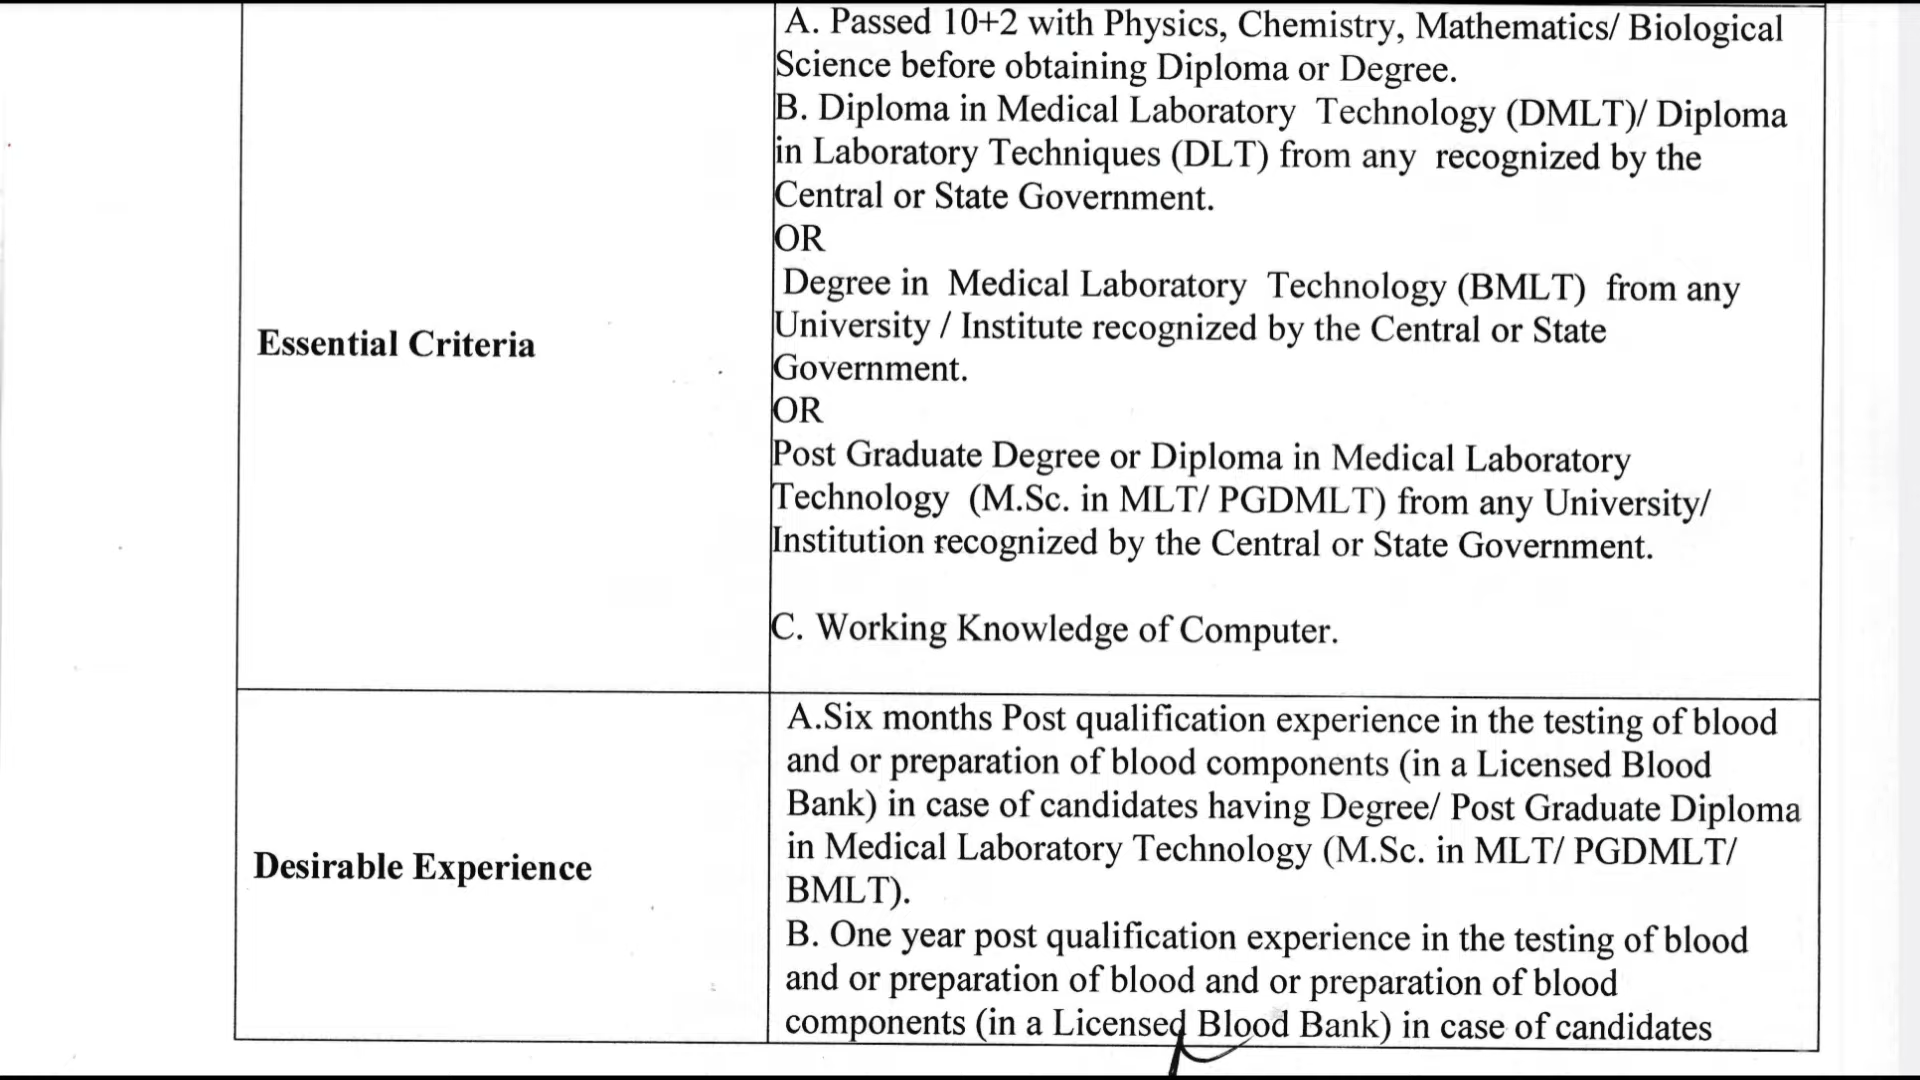 A. Passed 10+2 with Physics, Chemistry, Mathematics/ Biological
Science before obtaining Diploma or Degree.
B. Diploma in Medical Laboratory Technology (DMLT)/ Diploma
in Laboratory Techniques (DLT) from any recognized by the
Central or State Government.
OR
Degree in Medical Laboratory Technology (BMLT) from any
University / Institute recognized by the Central or State
Essential Criteria
Government.
OR
Post Graduate Degree or Diploma in Medical Laboratory
Technology (M.Sc. in MLT/ PGDMLT) from any University/
Institution recognized by the Central or State Government.
C. Working Knowledge of Computer.
A.Six months Post qualification experience in the testing of blood
and or preparation of blood components (in a Licensed Blood
Bank) in case of candidates having Degree/ Post Graduate Diploma
in Medical Laboratory Technology (M.Sc. in MLT/ PGDMLT/
Desirable Experience
BMLT).
B. One year post qualification experience in the testing of blood
and or preparation of blood and or preparation of blood
components (in a Licensed Blood Bank) in case of candidates